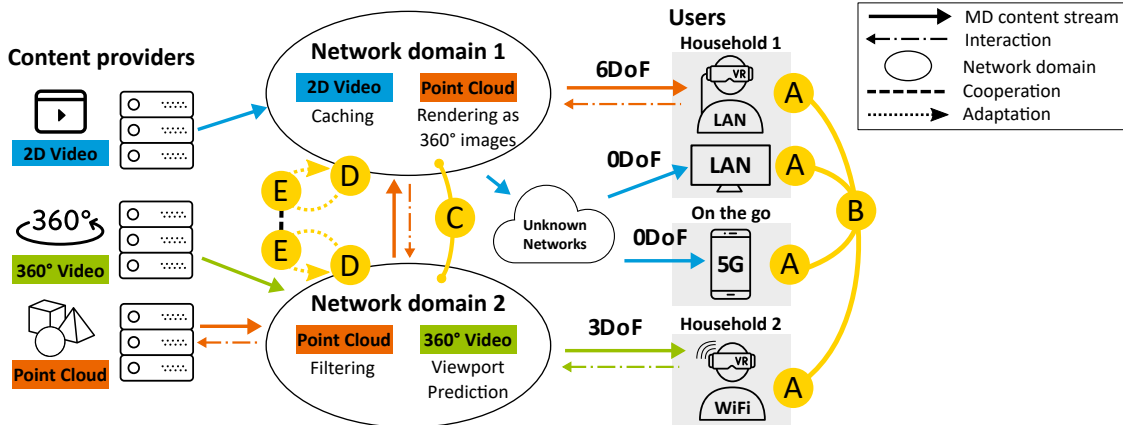 Content providers
2D Video
360°
360° Video
Point Cloud
Network domain 1
2D Video
Caching
Point Cloud
Rendering as
360° images
E
D
E
D
C
Network domain 2
Point Cloud
Filtering
360° Video
Viewport
Prediction
Unknown
Networks
6DoF
0DoF
0DoF
3DoF
Users
Household 1
VR
LAN
A
LAN
A
On the go
5G
A
Household 2
VR
WiFi
A
B
MD content stream
Interaction
Network domain
Cooperation
Adaptation